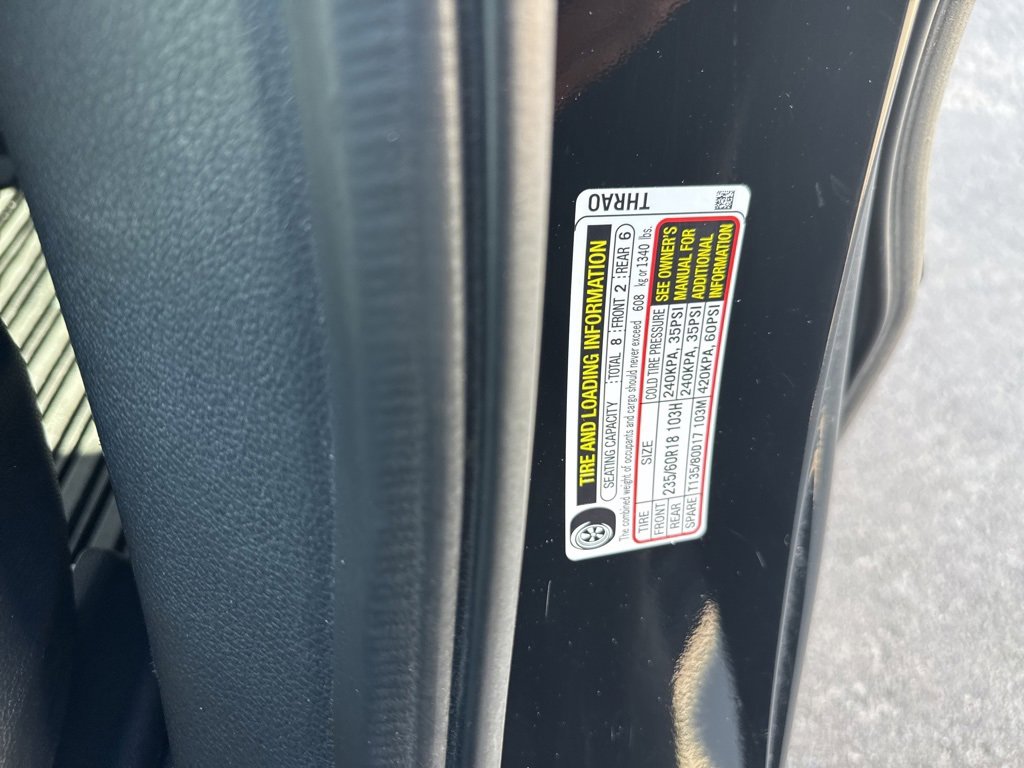 THRAO
TIRE AND LOADING INFORMATION
SEATING CAPACITY :TOTAL 8 :FRONT 2 :REAR 6
The combined weight of occupants and cargo should never exceed 608 kg or 1340 lbs.
TIRE SIZE COLD TIRE PRESSURE SEE OWNER'S
FRONT 235/60R18 103H 240KPA, 35PSI MANUAL FOR
REAR 240KPA, 35PSI ADDITIONAL
SPARE T135/80D17 103M 420KPA, 60PSI INFORMATION